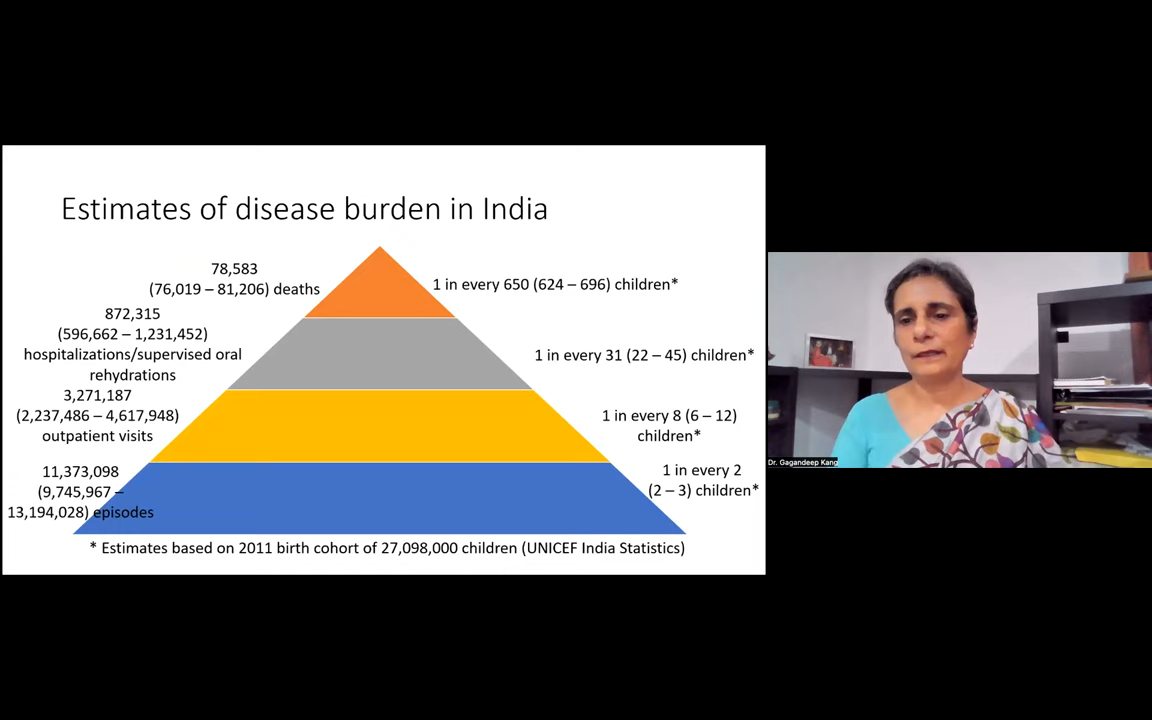 Estimates of disease burden in India
78,583
(76,019 – 81,206) deaths
1 in every 650 (624 – 696) children*
872,315
(596,662 – 1,231,452)
hospitalizations/supervised oral
rehydrations
1 in every 31 (22 – 45) children*
3,271,187
(2,237,486 – 4,617,948)
outpatient visits
1 in every 8 (6 – 12)
children*
11,373,098
(9,745,967 –
13,194,028) episodes
1 in every 2
(2 – 3) children*
* Estimates based on 2011 birth cohort of 27,098,000 children (UNICEF India Statistics)
Dr. Gagandeep Kang